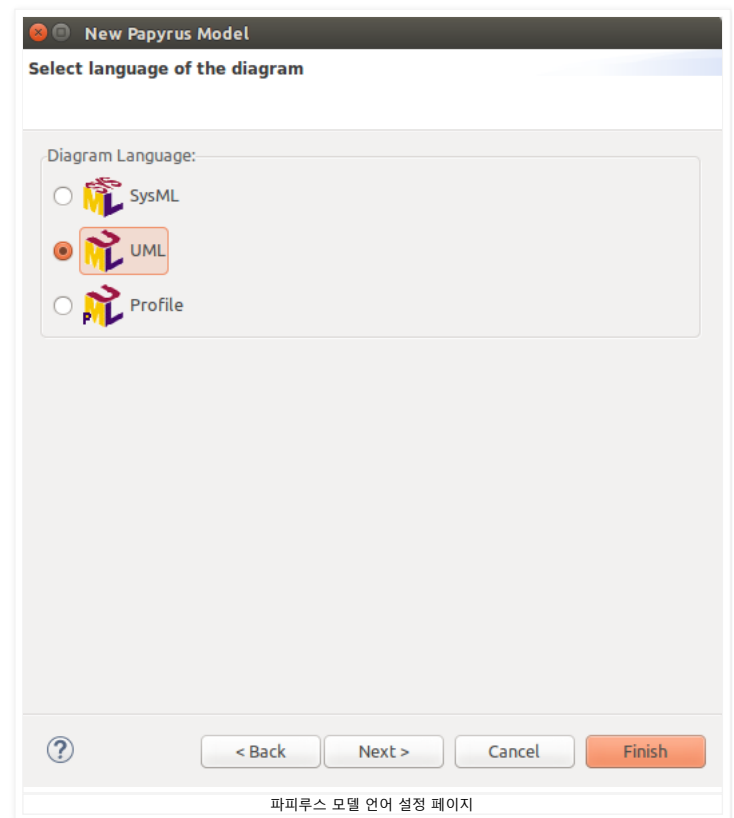 New Papyrus Model
Select language of the diagram
Diagram Language:
SysML
UML
P
Profile
?
< Back
Next >
Cancel
Finish
파피루스 모델 언어 설정 페이지